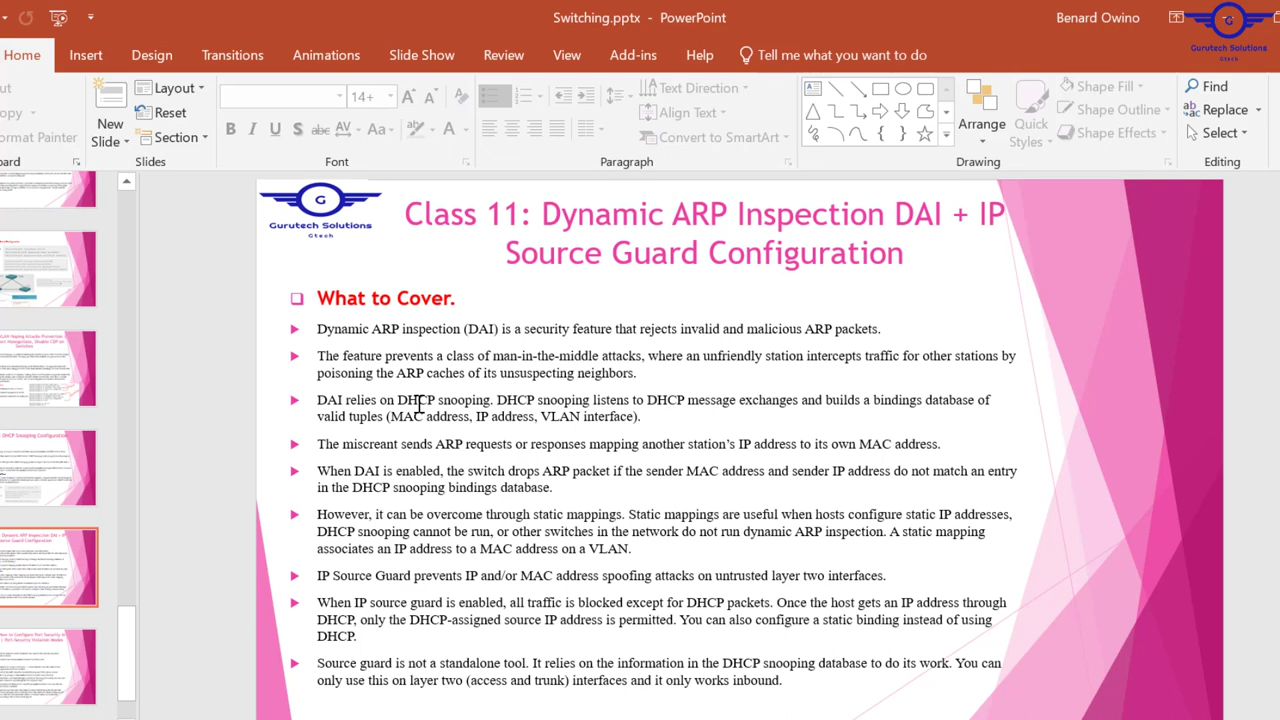 Switching.pptx - PowerPoint
Benard Owino
Gurutech Solutions
Gtech
Home Insert Design Transitions Animations Slide Show Review View Add-ins Help Tell me what you want to do
New Slide
Layout
Reset
Section
Slides
14+
B I U S abc AV Aa A
Font
Text Direction
Align Text
Convert to SmartArt
Paragraph
Arrange
Quick Styles
Shape Fill
Shape Outline
Shape Effects
Drawing
Find
Replace
Select
Editing
ormat Painter
G
Gurutech Solutions
Gtech
Class 11: Dynamic ARP Inspection DAI + IP
Source Guard Configuration
What to Cover.
Dynamic ARP inspection (DAI) is a security feature that rejects invalid and malicious ARP packets.
The feature prevents a class of man-in-the-middle attacks, where an unfriendly station intercepts traffic for other stations by
poisoning the ARP caches of its unsuspecting neighbors.
DAI relies on DHCP snooping. DHCP snooping listens to DHCP message exchanges and builds a bindings database of
valid tuples (MAC address, IP address, VLAN interface).
The miscreant sends ARP requests or responses mapping another station's IP address to its own MAC address.
When DAI is enabled, the switch drops ARP packet if the sender MAC address and sender IP address do not match an entry
in the DHCP snooping bindings database.
However, it can be overcome through static mappings. Static mappings are useful when hosts configure static IP addresses,
DHCP snooping cannot be run, or other switches in the network do not run dynamic ARP inspection. A static mapping
associates an IP address to a MAC address on a VLAN.
IP Source Guard prevents IP and/or MAC address spoofing attacks on untrusted layer two interfaces.
When IP source guard is enabled, all traffic is blocked except for DHCP packets. Once the host gets an IP address through
DHCP, only the DHCP-assigned source IP address is permitted. You can also configure a static binding instead of using
DHCP.
Source guard is not a standalone tool. It relies on the information in the DHCP snooping database to do its work. You can
only use this on layer two (access and trunk) interfaces and it only works inbound.